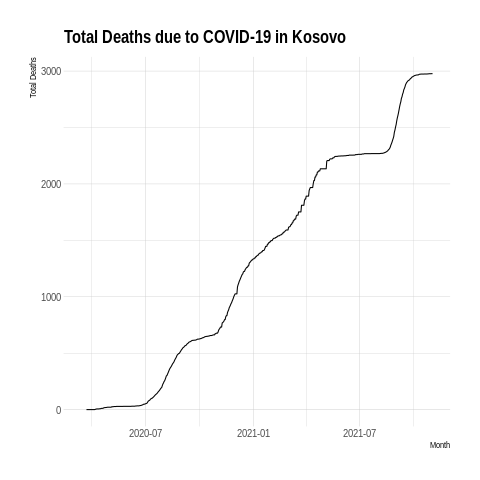 Total Deaths due to COVID-19 in Kosovo
Total Deaths
3000
2000
1000
0
2020-07
2021-01
2021-07
Month